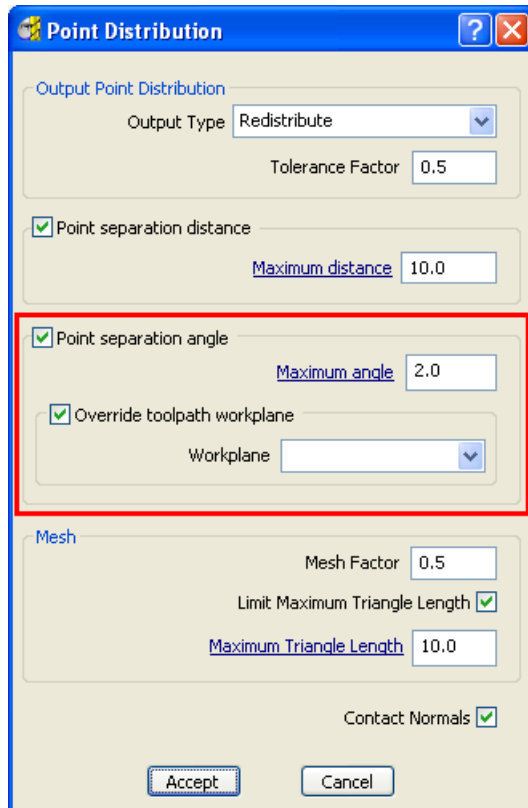 Point Distribution
Output Point Distribution
Output Type Redistribute
Tolerance Factor 0.5
Point separation distance
Maximum distance 10.0
Point separation angle
Maximum angle 2.0
Override toolpath workplane
Workplane
Mesh
Mesh Factor 0.5
Limit Maximum Triangle Length
Maximum Triangle Length 10.0
Contact Normals
Accept Cancel